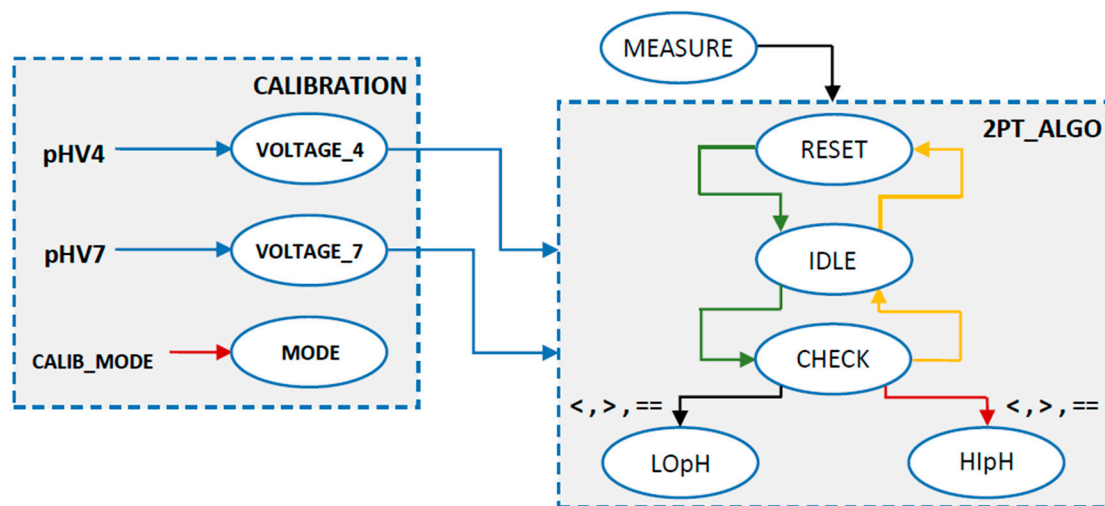 MEASURE
CALIBRATION
pHV4
VOLTAGE_4
pHV7
VOLTAGE_7
CALIB_MODE
MODE
2PT_ALGO
RESET
IDLE
CHECK
< , > , ==
< , > , ==
LOpH
HIpH